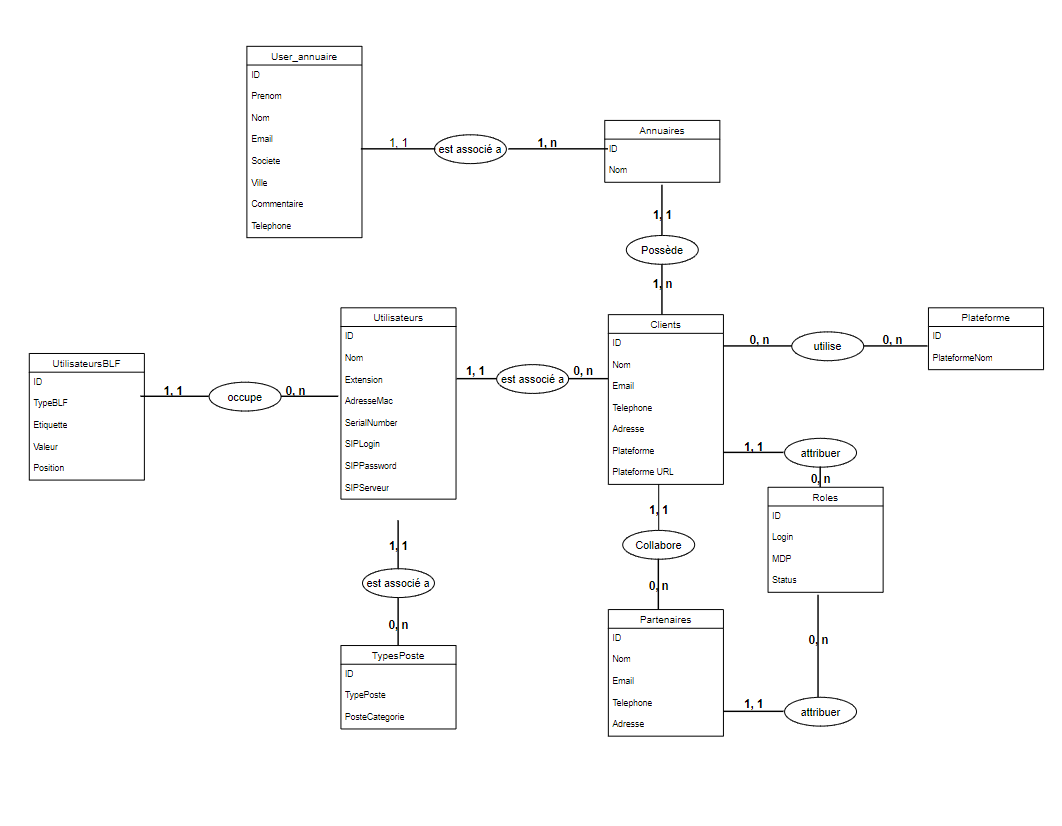 User_annuaire
ID
Prenom
Nom
Email
Societe
Ville
Commentaire
Telephone
1, 1
est associé a
1, n
Annuaires
ID
Nom
1, 1
Possède
1, n
UtilisateursBLF
ID
TypeBLF
Etiquette
Valeur
Position
1, 1
occupe
0, n
Utilisateurs
ID
Nom
Extension
AdresseMac
SerialNumber
SIPLogin
SIPPassword
SIPServeur
1, 1
est associé a
0, n
Clients
ID
Nom
Email
Telephone
Adresse
Plateforme
Plateforme URL
0, n
utilise
0, n
Plateforme
ID
PlateformeNom
1, 1
attribuer
0, n
Roles
ID
Login
MDP
Status
1, 1
est associé a
0, n
TypesPoste
ID
TypePoste
PosteCategorie
1, 1
Collabore
0, n
Partenaires
ID
Nom
Email
Telephone
Adresse
1, 1
attribuer
0, n